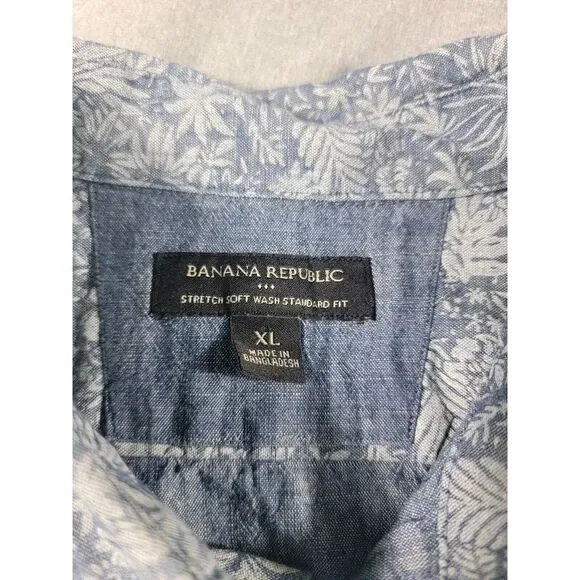 BANANA REPUBLIC
STRETCH SOFT WASH STANDARD FIT
XL
MADE IN
BANGLADESH